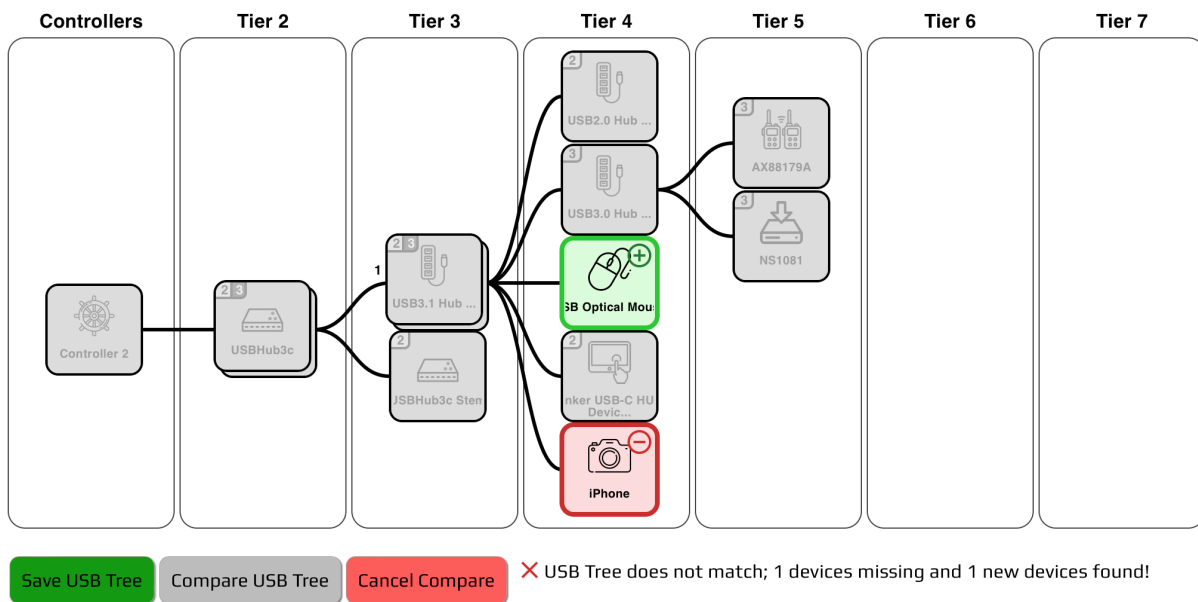 Controllers
Tier 2
Tier 3
Tier 4
Tier 5
Tier 6
Tier 7
2
USB2.0 Hub ...
3
USB3.0 Hub ...
3
AX88179A
3
NS1081
1
2 3
USB3.1 Hub ...
SB Optical Mou
2 3
USBHub3c
Controller 2
2
USBHub3c Stem
2
nker USB-C HU
Devic...
iPhone
Save USB Tree
Compare USB Tree
Cancel Compare
USB Tree does not match; 1 devices missing and 1 new devices found!